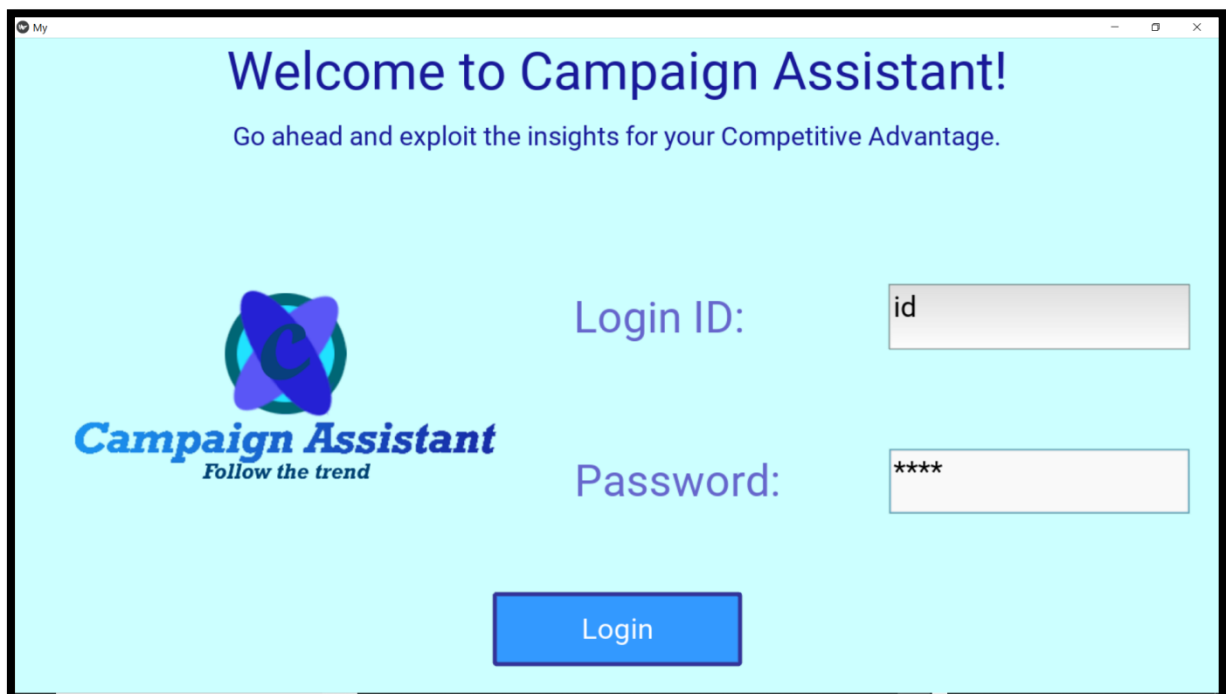 My
Welcome to Campaign Assistant!
Go ahead and exploit the insights for your Competitive Advantage.
C
Campaign Assistant
Follow the trend
Login ID:
id
Password:
****
Login